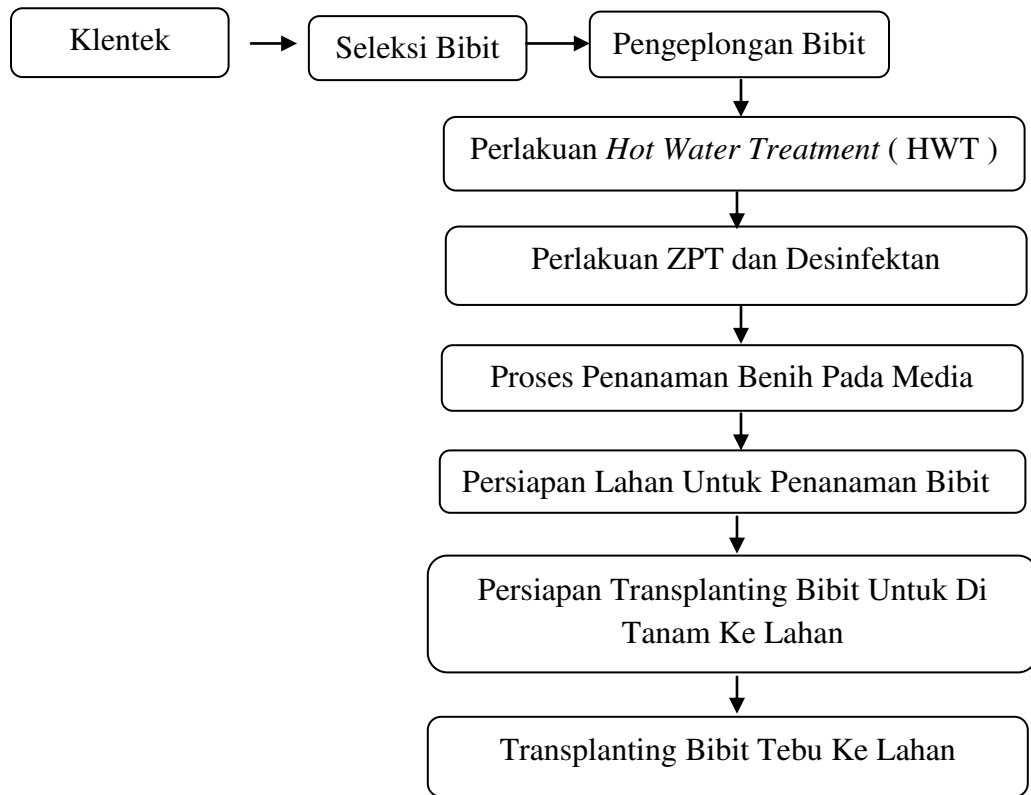 Klentek
Seleksi Bibit
Pengeplongan Bibit
Perlakuan Hot Water Treatment ( HWT )
Perlakuan ZPT dan Desinfektan
Proses Penanaman Benih Pada Media
Persiapan Lahan Untuk Penanaman Bibit
Persiapan Transplanting Bibit Untuk Di
Tanam Ke Lahan
Transplanting Bibit Tebu Ke Lahan